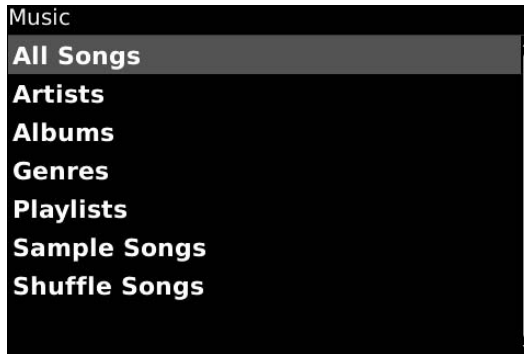 Music
All Songs
Artists
Albums
Genres
Playlists
Sample Songs
Shuffle Songs